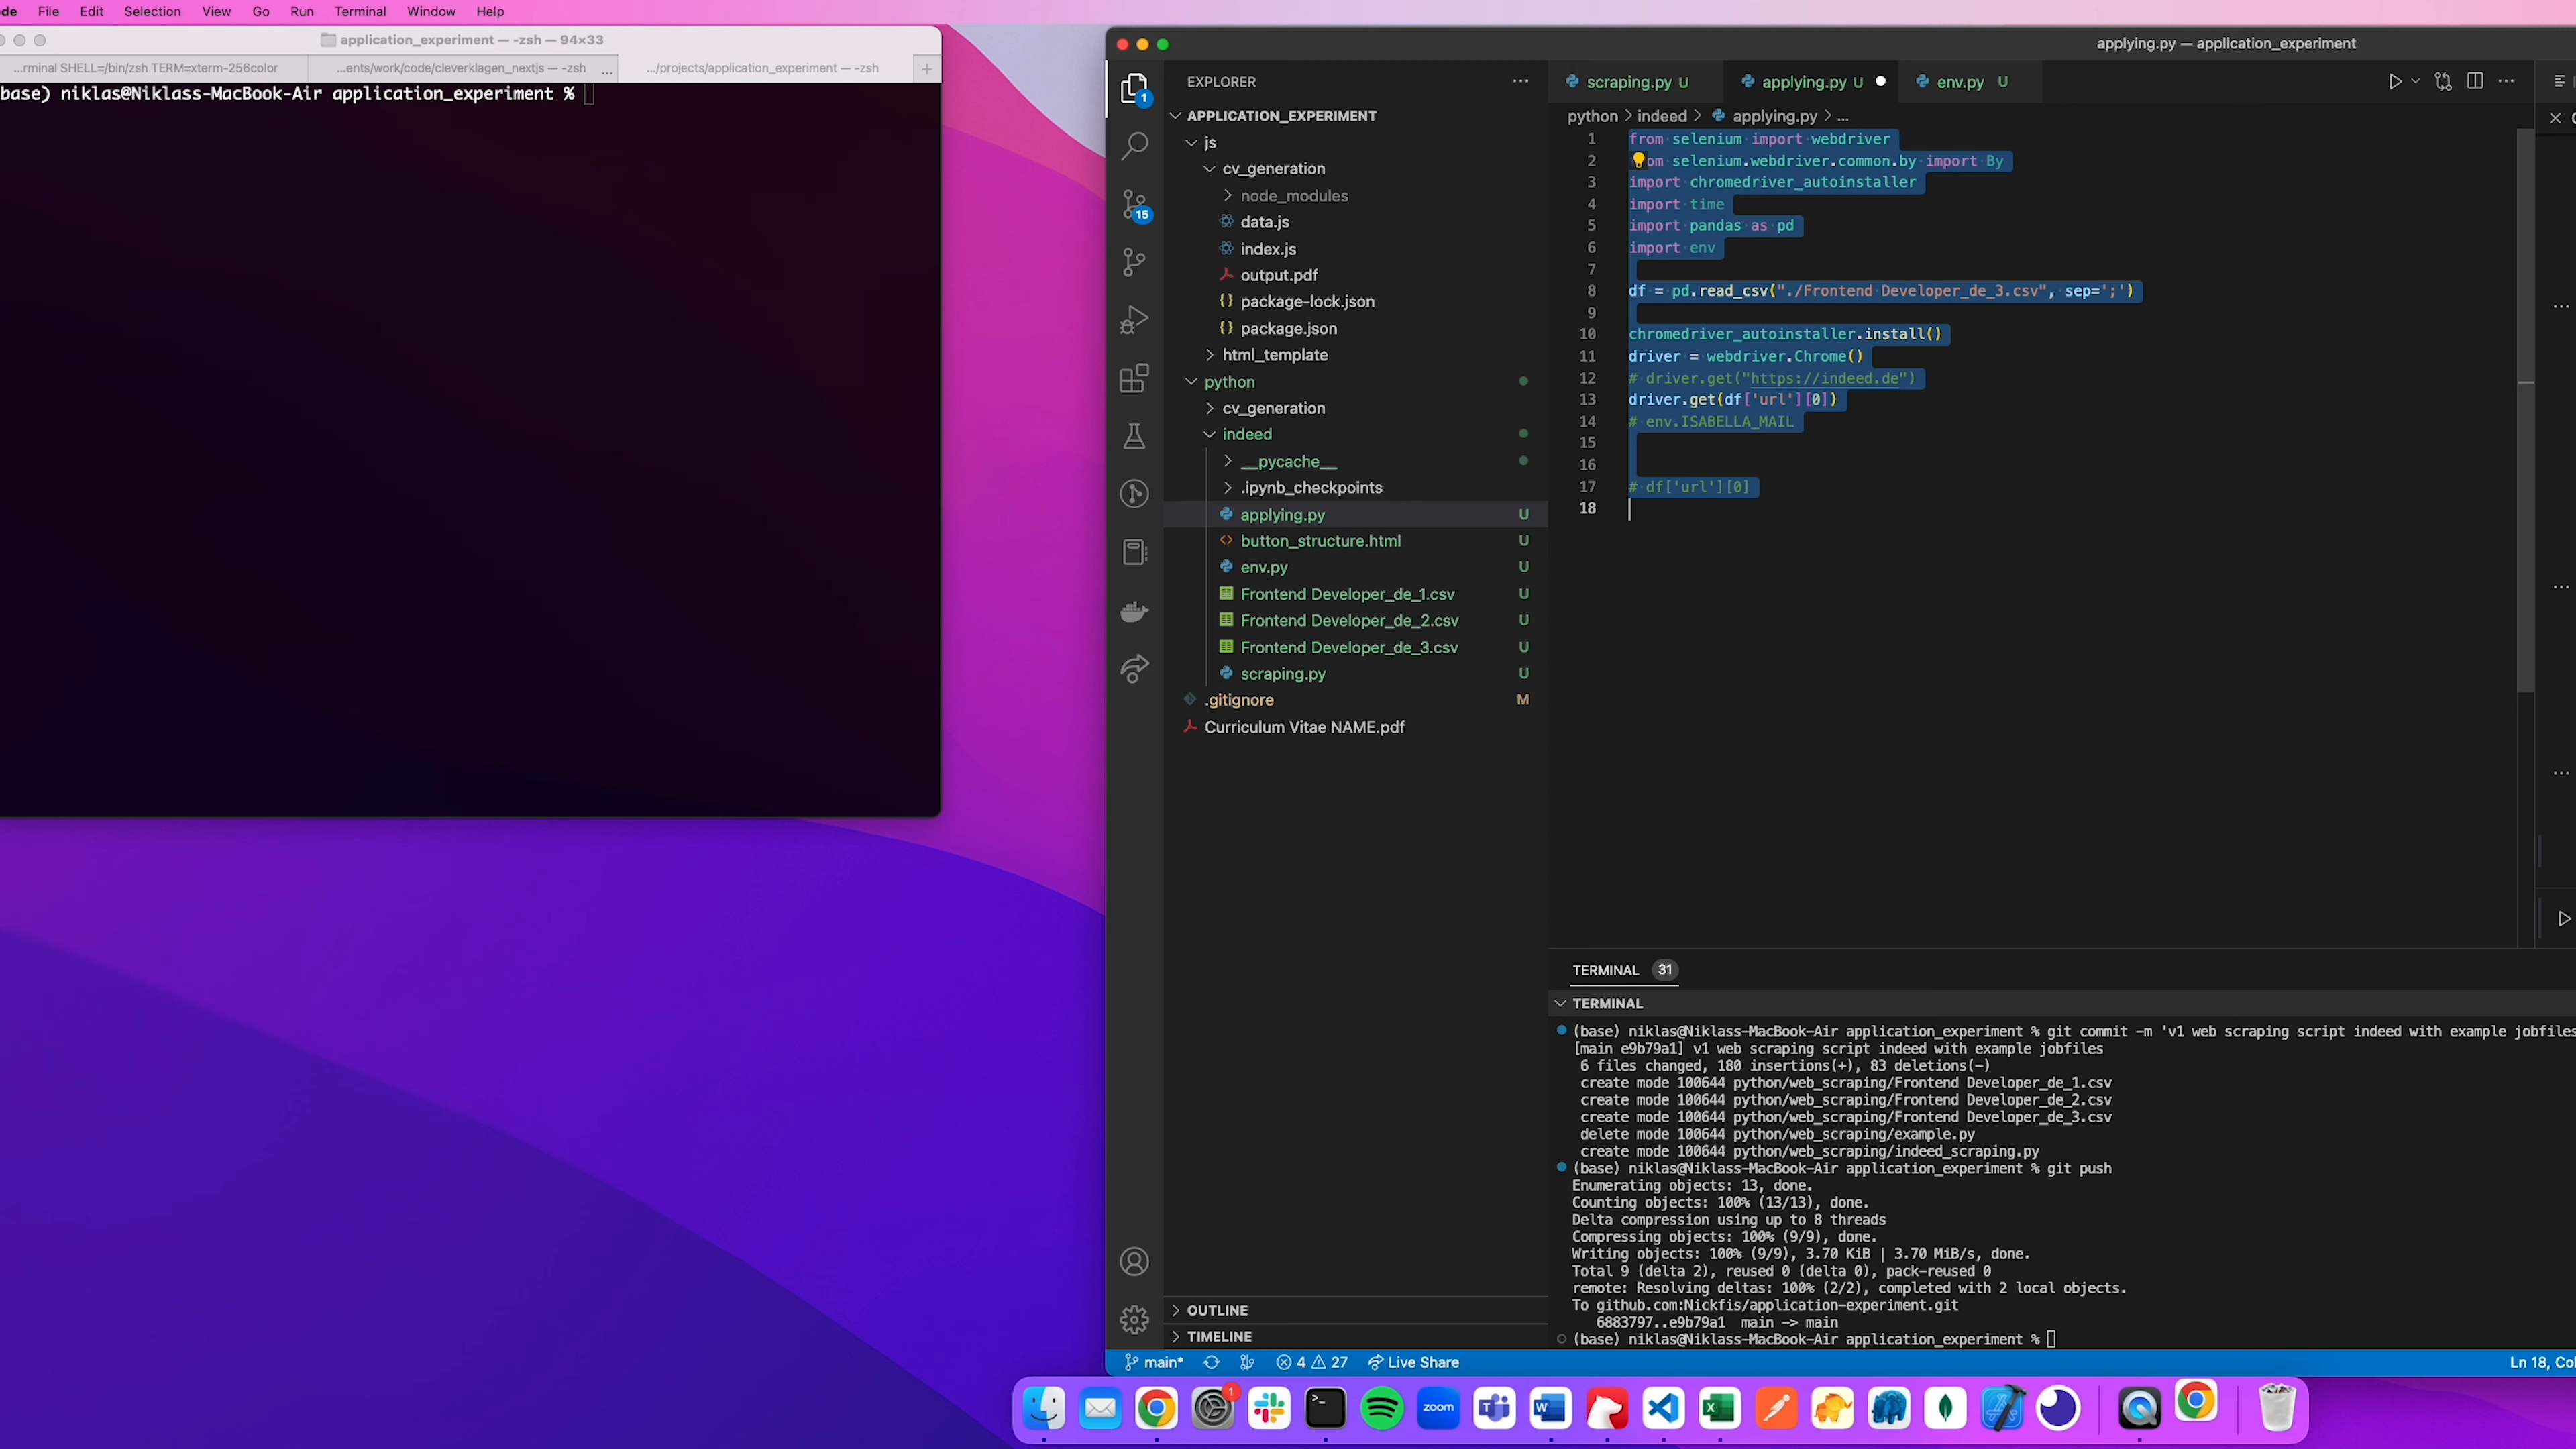 de File Edit Selection View Go Run Terminal Window Help
application_experiment — -zsh — 94×33
...rminal SHELL=/bin/zsh TERM=xterm-256color
...ents/work/code/cleverklagen_nextjs — -zsh ...
.../projects/application_experiment — -zsh
base) niklas@Niklass-MacBook-Air application_experiment %
applying.py — application_experiment
EXPLORER
APPLICATION_EXPERIMENT
js
cv_generation
node_modules
data.js
index.js
output.pdf
package-lock.json
package.json
html_template
python
cv_generation
indeed
__pycache__
.ipynb_checkpoints
applying.py U
button_structure.html U
env.py U
Frontend Developer_de_1.csv U
Frontend Developer_de_2.csv U
Frontend Developer_de_3.csv U
scraping.py U
.gitignore M
Curriculum Vitae NAME.pdf
OUTLINE
TIMELINE
1
15
scraping.py U applying.py U env.py U
python > indeed > applying.py > ...
1 from selenium import webdriver
2 om selenium.webdriver.common.by import By
3 import chromedriver_autoinstaller
4 import time
5 import pandas as pd
6 import env
7
8 df = pd.read_csv("./Frontend Developer_de_3.csv", sep=';')
9
10 chromedriver_autoinstaller.install()
11 driver = webdriver.Chrome()
12 # driver.get("https://indeed.de")
13 driver.get(df['url'][0])
14 # env.ISABELLA_MAIL
15
16
17 # df['url'][0]
18
TERMINAL 31
TERMINAL
(base) niklas@Niklass-MacBook-Air application_experiment % git commit -m 'v1 web scraping script indeed with example jobfiles
[main e9b79a1] v1 web scraping script indeed with example jobfiles
6 files changed, 180 insertions(+), 83 deletions(-)
create mode 100644 python/web_scraping/Frontend Developer_de_1.csv
create mode 100644 python/web_scraping/Frontend Developer_de_2.csv
create mode 100644 python/web_scraping/Frontend Developer_de_3.csv
delete mode 100644 python/web_scraping/example.py
create mode 100644 python/web_scraping/indeed_scraping.py
(base) niklas@Niklass-MacBook-Air application_experiment % git push
Enumerating objects: 13, done.
Counting objects: 100% (13/13), done.
Delta compression using up to 8 threads
Compressing objects: 100% (9/9), done.
Writing objects: 100% (9/9), 3.70 KiB | 3.70 MiB/s, done.
Total 9 (delta 2), reused 0 (delta 0), pack-reused 0
remote: Resolving deltas: 100% (2/2), completed with 2 local objects.
To github.com:Nickfis/application-experiment.git
6883797..e9b79a1 main -> main
(base) niklas@Niklass-MacBook-Air application_experiment %
main* 4 27 Live Share
Ln 18, Col
1
zoom